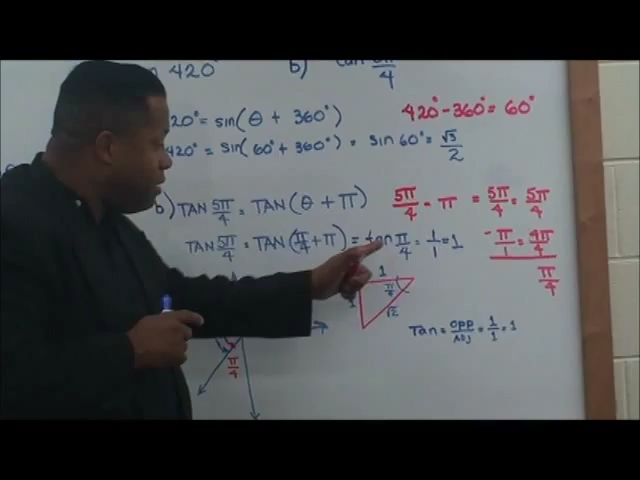 420°
b)
5π/4
20° = sin(θ + 360°)
420° - 360° = 60°
420° = sin(60° + 360°) = sin 60° = √3/2
b) TAN 5π/4 = TAN(θ + π)
5π/4 - π = 5π/4 = 5π/4
TAN 5π/4 = TAN(π/4 + π) = tan π/4 = 1/1 = 1
- π/1 = 4π/4
π/4
1
π/4
1
√2
Tan = OPP/ADJ = 1/1 = 1
π/4